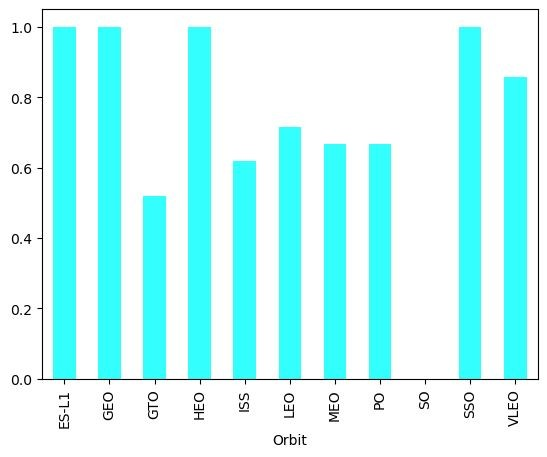 1.0
0.8
0.6
0.4
0.2
0.0
ES-L1
GEO
GTO
HEO
ISS
LEO
MEO
PO
SO
SSO
VLEO
Orbit